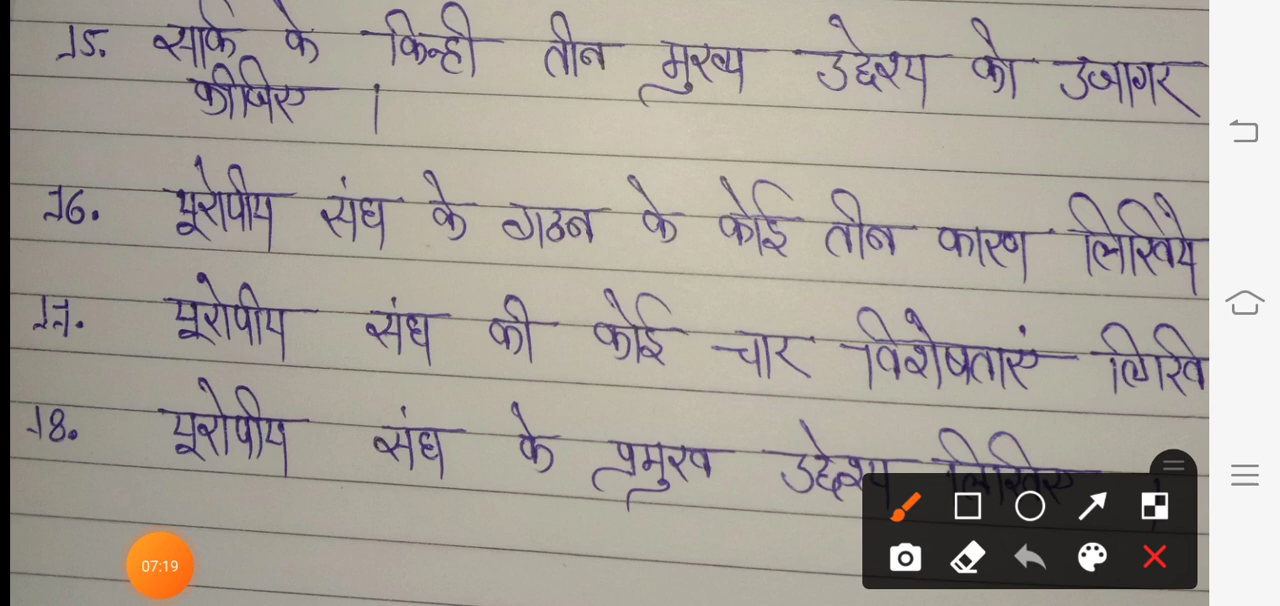 15. सार्क के किन्ही तीन मुख्य उद्देश्य को उजागर
कीजिए ।
16. यूरोपीय संघ के गठन के कोई तीन कारण लिखिये
17. यूरोपीय संघ की कोई चार विशेषताएं लिखि
18. यूरोपीय संघ के प्रमुख उद्देश्य लिखिए ।
07:19